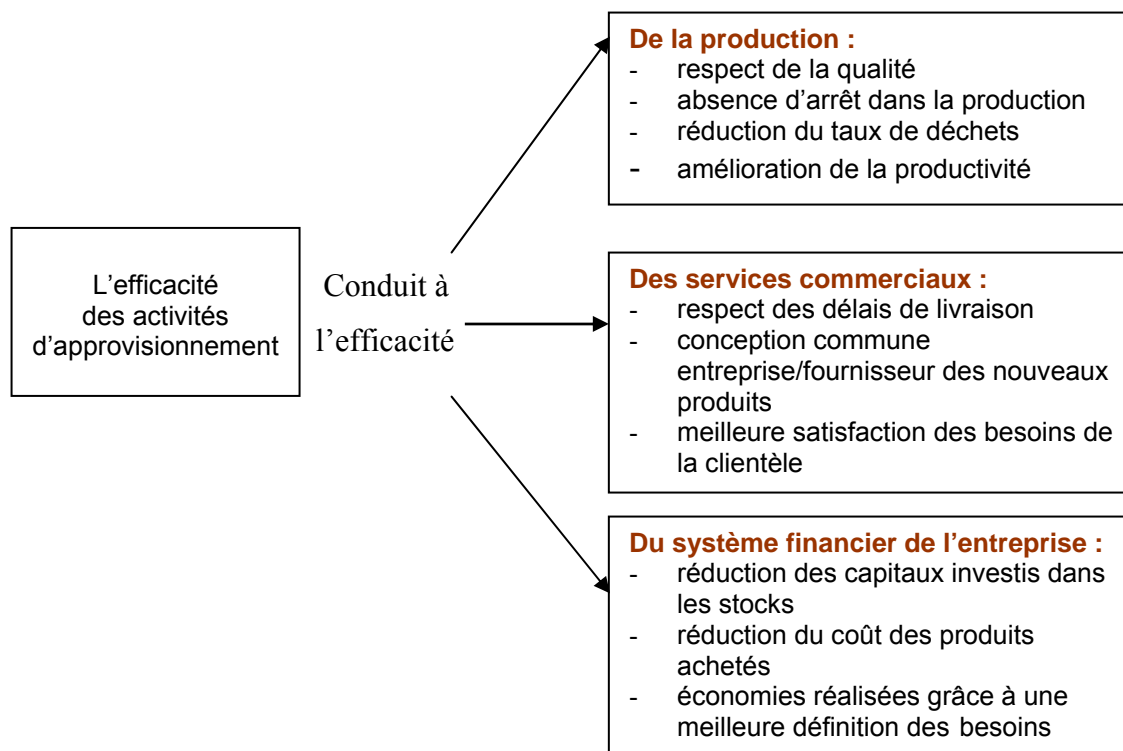 De la production :
- respect de la qualité
- absence d’arrêt dans la production
- réduction du taux de déchets
- amélioration de la productivité
L’efficacité
des activités
d’approvisionnement
Conduit à
l’efficacité
Des services commerciaux :
- respect des délais de livraison
- conception commune
entreprise/fournisseur des nouveaux
produits
- meilleure satisfaction des besoins de
la clientèle
Du système financier de l’entreprise :
- réduction des capitaux investis dans
les stocks
- réduction du coût des produits
achetés
- économies réalisées grâce à une
meilleure définition des besoins